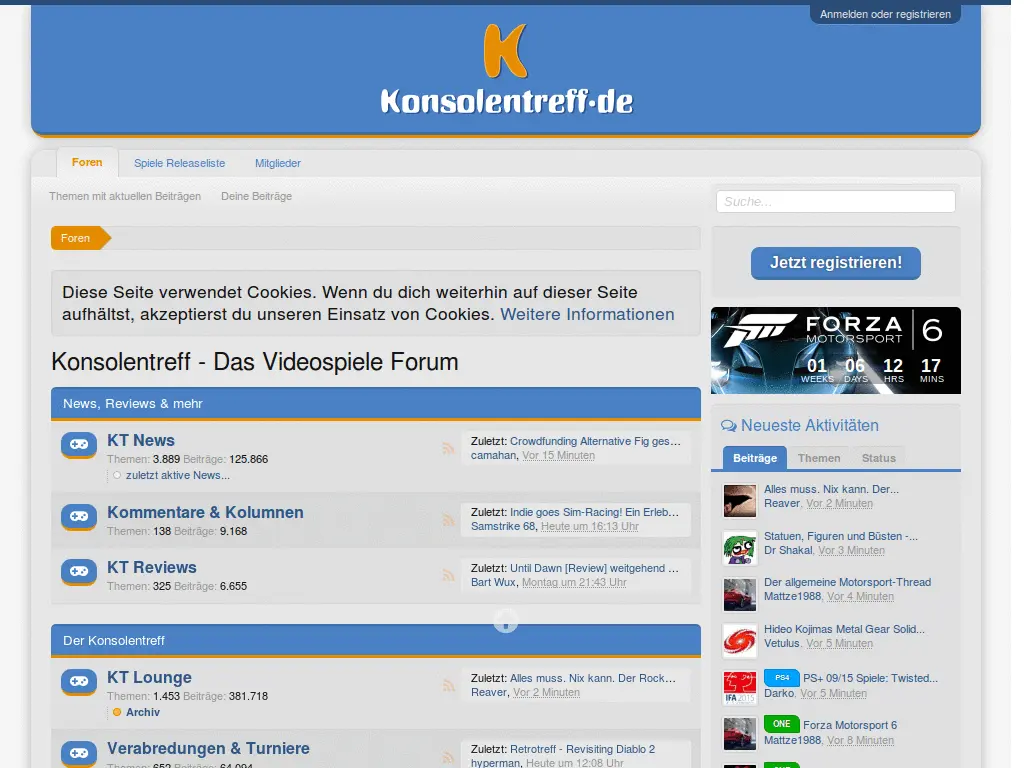 Anmelden oder registrieren
K
Konsolentreff.de
Foren
Spiele Releaseliste
Mitglieder
Themen mit aktuellen Beiträgen
Deine Beiträge
Suche...
Foren
Jetzt registrieren!
Diese Seite verwendet Cookies. Wenn du dich weiterhin auf dieser Seite
aufhältst, akzeptierst du unseren Einsatz von Cookies. Weitere Informationen
Konsolentreff - Das Videospiele Forum
News, Reviews & mehr
KT News
Themen: 3.889 Beiträge: 125.866
zuletzt aktive News...
Zuletzt: Crowdfunding Alternative Fig ges...
camahan, Vor 15 Minuten
Kommentare & Kolumnen
Themen: 138 Beiträge: 9.168
Zuletzt: Indie goes Sim-Racing! Ein Erleb...
Samstrike 68, Heute um 16:13 Uhr
KT Reviews
Themen: 325 Beiträge: 6.655
Zuletzt: Until Dawn [Review] weitgehend ...
Bart Wux, Montag um 21:43 Uhr
Der Konsolentreff
KT Lounge
Themen: 1.453 Beiträge: 381.718
Archiv
Zuletzt: Alles muss. Nix kann. Der Rock...
Reaver, Vor 2 Minuten
Verabredungen & Turniere
Themen: 652 Beiträge: 64.094
Zuletzt: Retrotreff - Revisiting Diablo 2
hyperman, Heute um 12:08 Uhr
FORZA
MOTORSPORT
6
01 06 12 17
WEEKS DAYS HRS MINS
Neueste Aktivitäten
Beiträge
Themen
Status
Alles muss. Nix kann. Der...
Reaver, Vor 2 Minuten
Statuen, Figuren und Büsten -...
Dr Shakal, Vor 3 Minuten
Der allgemeine Motorsport-Thread
Mattze1988, Vor 4 Minuten
Hideo Kojimas Metal Gear Solid...
Vetulus, Vor 5 Minuten
IFA 2015
PS4 PS+ 09/15 Spiele: Twisted...
Darko, Vor 5 Minuten
ONE Forza Motorsport 6
Mattze1988, Vor 8 Minuten